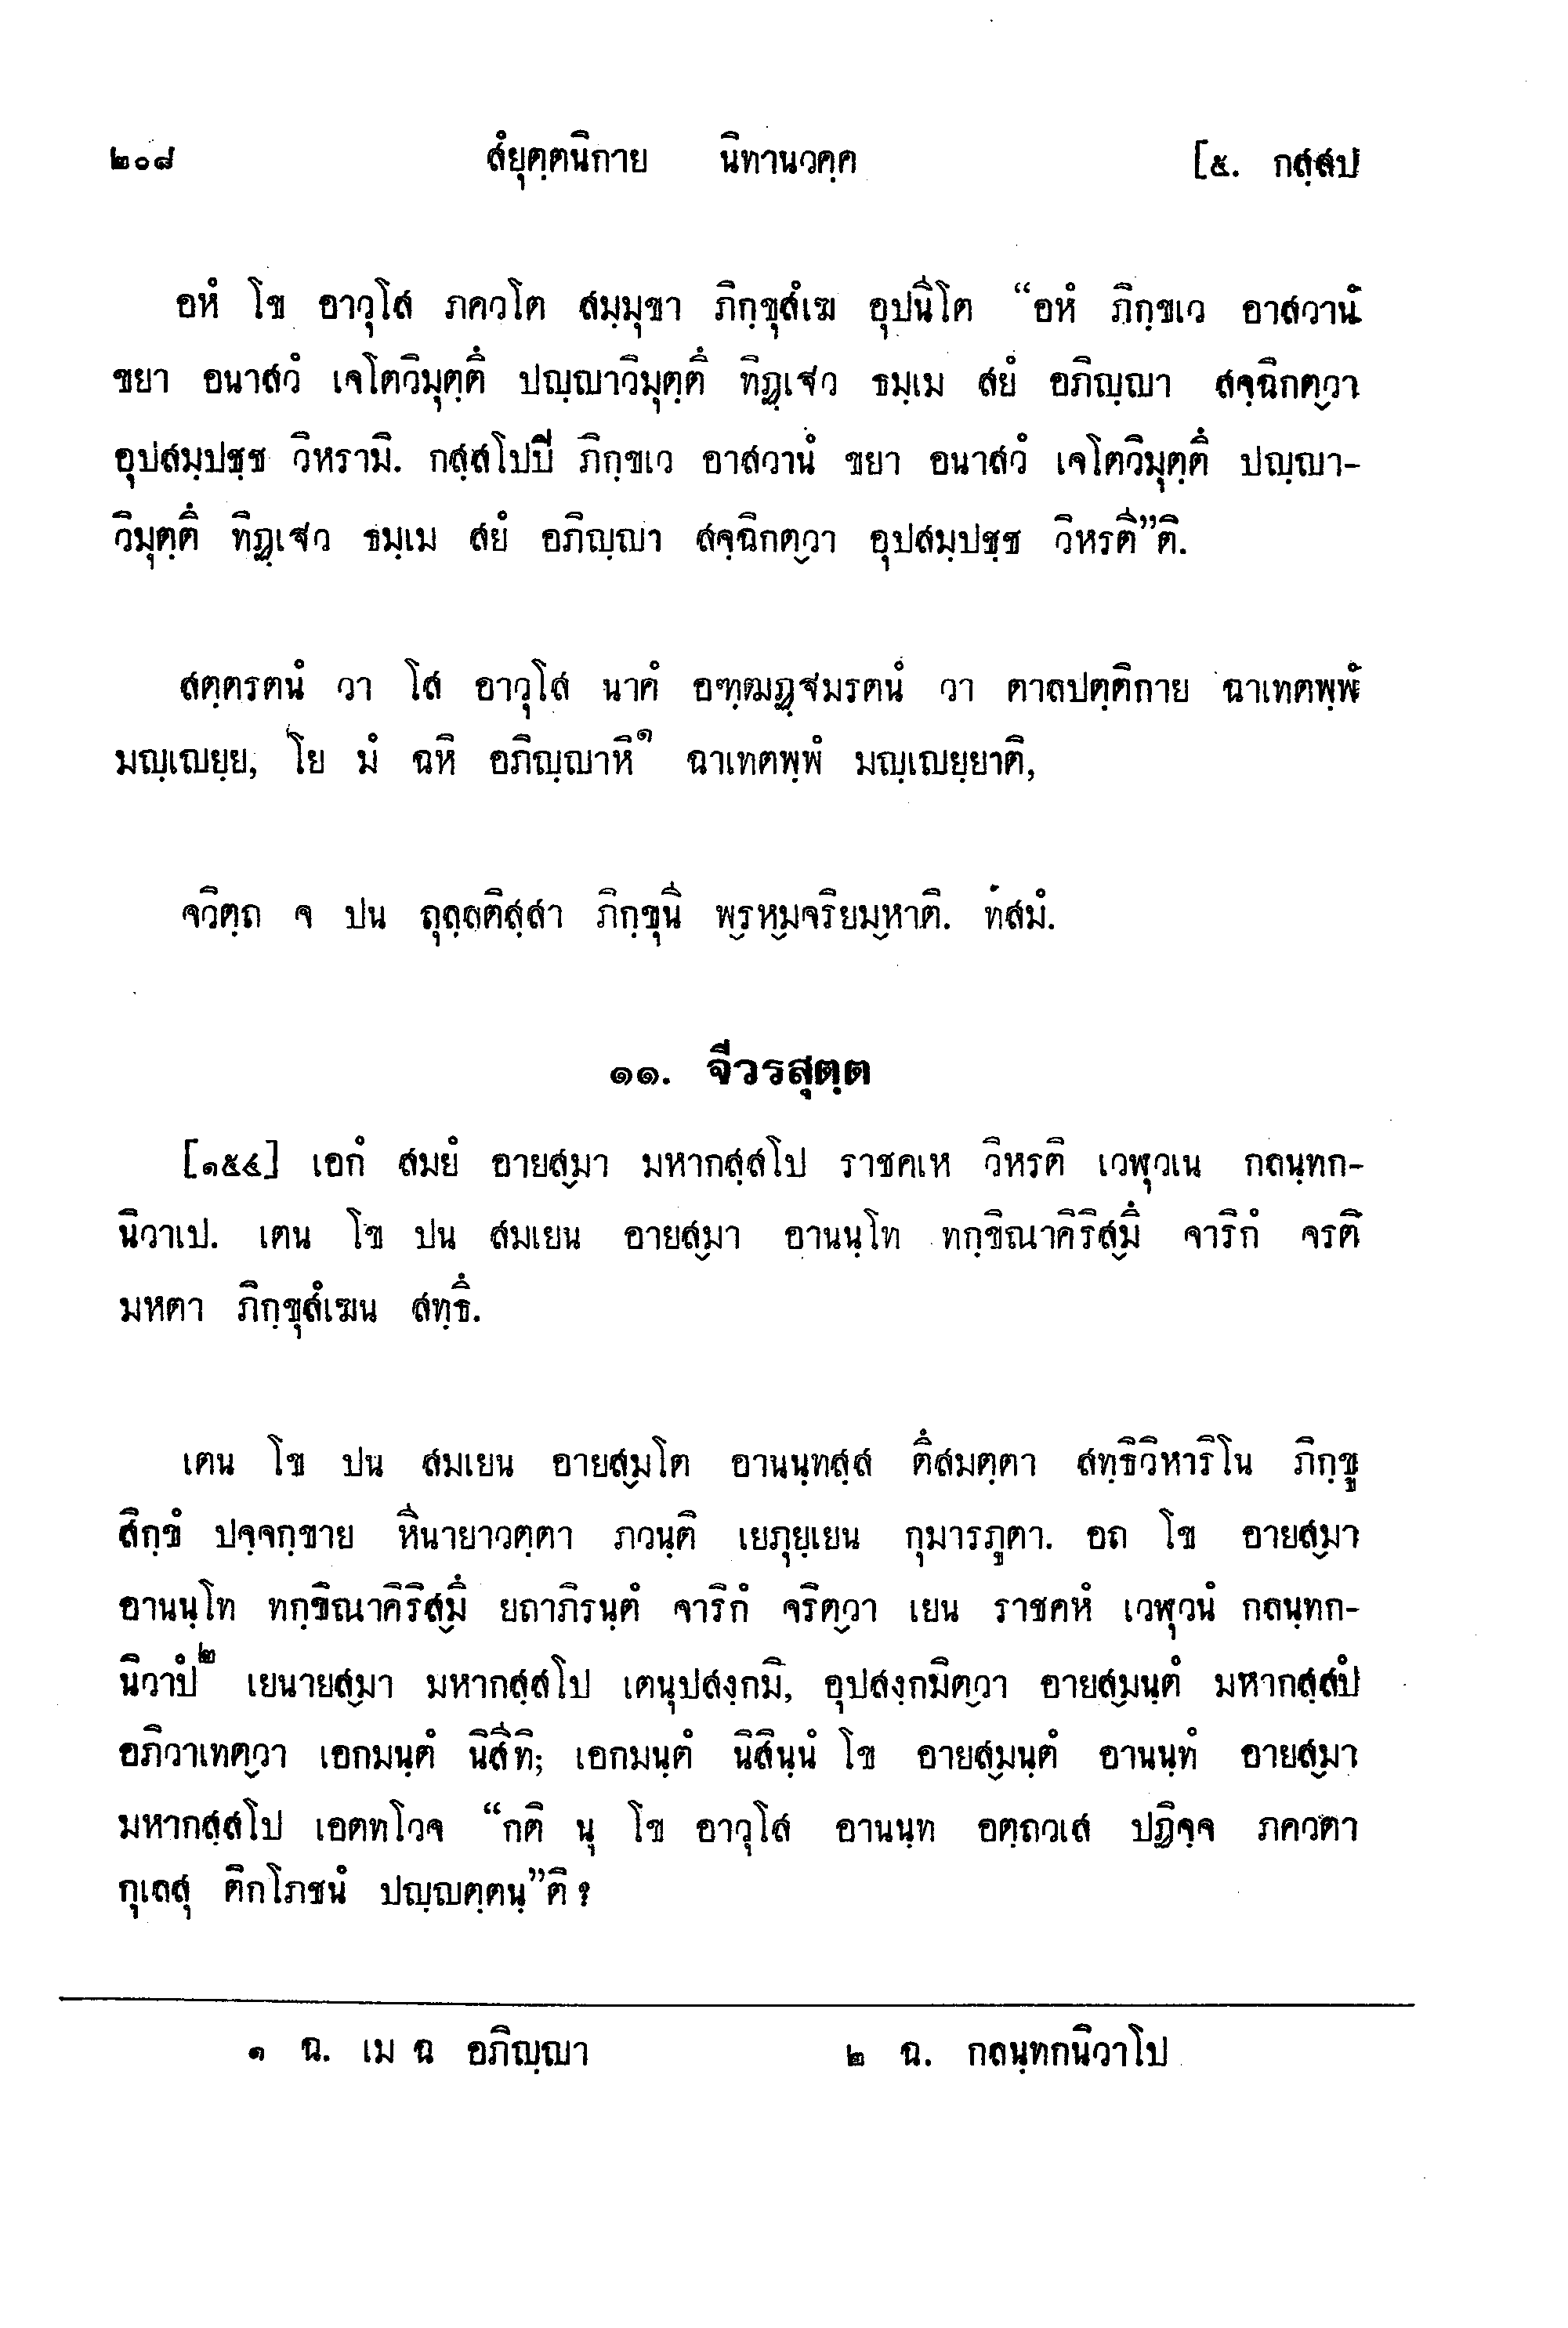 ๒๐๘ สํยุตฺตนิกาย นิทานวคฺค [๕. กสฺสป
อหํ โข อาวุโส ภควโต สมฺมุขา ภิกฺขุสํเฆ อุปนีโต “อหํ ภิกฺขเว อาสวานํ
ขยา อนาสวํ เจโตวิมุตฺตึ ปญฺญาวิมุตฺตึ ทิฏฺเฐว ธมฺเม สยํ อภิญฺญา สจฺฉิกตฺวา
อุปสมฺปชฺช วิหรามิ. กสฺสโปปี ภิกฺขเว อาสวานํ ขยา อนาสวํ เจโตวิมุตฺตึ ปญฺญา-
วิมุตฺตึ ทิฏฺเฐว ธมฺเม สยํ อภิญฺญา สจฺฉิกตฺวา อุปสมฺปชฺช วิหรตี”ติ.
สตฺตรตนํ วา โส อาวุโส นาคํ อฑฺฒฏฺฐมรตนํ วา ตาลปตฺติกาย ฉาเทตพฺพํ
มญฺเญยฺย, โย มํ ฉหิ อภิญฺญาหิ๑ ฉาเทตพฺพํ มญฺเญยฺยาติ,
จวิตฺถ จ ปน ถุลฺลติสฺสา ภิกฺขุนี พฺรหฺมจริยมฺหาติ. ทสมํ.
๑๑. จีวรสุตฺต
[๑๕๔] เอกํ สมยํ อายสฺมา มหากสฺสโป ราชคเห วิหรติ เวฬุวเน กลนฺทก-
นิวาเป. เตน โข ปน สมเยน อายสฺมา อานนฺโท ทกฺขิณาคิริสฺมึ จาริกํ จรติ
มหตา ภิกฺขุสํเฆน สทฺธึ.
เตน โข ปน สมเยน อายสฺมโต อานนฺทสฺส ตึสมตฺตา สทฺธิวิหาริโน ภิกฺขู
สิกฺขํ ปจฺจกฺขาย หีนายาวตฺตา ภวนฺติ เยภุยฺเยน กุมารภูตา. อถ โข อายสฺมา
อานนฺโท ทกฺขิณาคิริสฺมึ ยถาภิรนฺตํ จาริกํ จริตฺวา เยน ราชคหํ เวฬุวนํ กลนฺทก-
นิวาปํ๒ เยนายสฺมา มหากสฺสโป เตนุปสงฺกมิ, อุปสงฺกมิตฺวา อายสฺมนฺตํ มหากสฺสปํ
อภิวาเทตฺวา เอกมนฺตํ นิสีทิ; เอกมนฺตํ นิสินฺนํ โข อายสฺมนฺตํ อานนฺทํ อายสฺมา
มหากสฺสโป เอตทโวจ “กติ นุ โข อาวุโส อานนฺท อตฺถวเส ปฏิจฺจ ภควตา
กุเลสุ ติกโภชนํ ปญฺญตฺตนฺ”ติ ?
๑ ฉ. เม ฉ อภิญฺญา ๒ ฉ. กลนฺทกนิวาโป